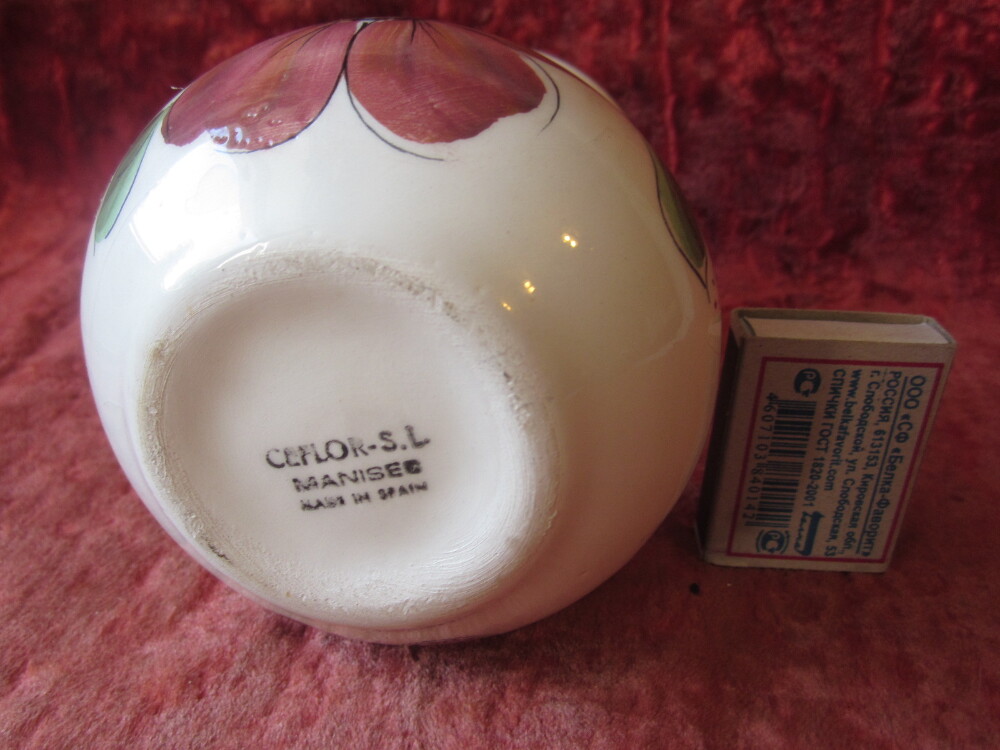 CEFLOR-S.L
MANISES
MADE IN SPAIN
ООО «СФ «Белка-Фаворит»
РОССИЯ, 613153, Кировская обл.,
г. Слободской, ул. Слободская, 53
www.belkafavorit.com
СПИЧКИ ГОСТ 1820-2001
4607103840142